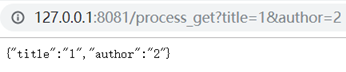 127.0.0.1:8081/process_get?title=1&author=2
{"title":"1","author":"2"}